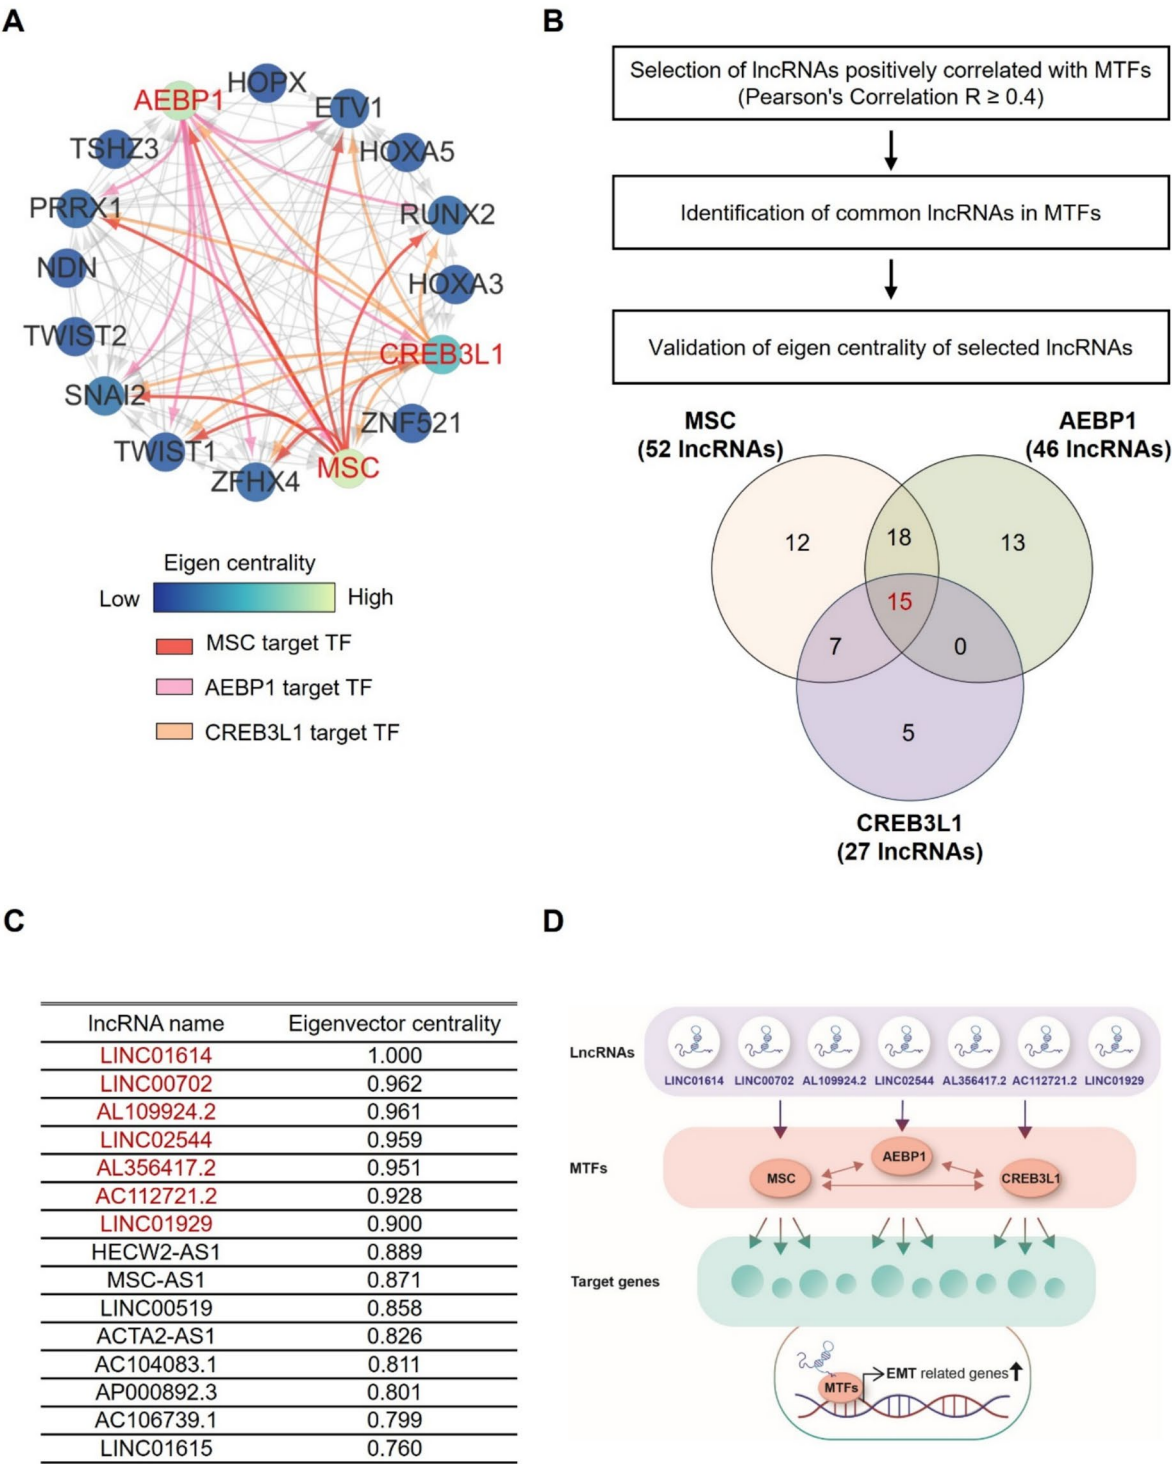 A
HOPX
AEBP1
ETV1
TSHZ3
HOXA5
PRRX1
RUNX2
NDN
HOXA3
TWIST2
CREB3L1
SNAI2
ZNF521
TWIST1
MSC
ZFHX4
Eigen centrality
Low
High
MSC target TF
AEBP1 target TF
CREB3L1 target TF
B
Selection of lncRNAs positively correlated with MTFs
(Pearson's Correlation R ≥ 0.4)
Identification of common lncRNAs in MTFs
Validation of eigen centrality of selected lncRNAs
MSC
(52 lncRNAs)
AEBP1
(46 lncRNAs)
12
18
13
15
7
0
5
CREB3L1
(27 lncRNAs)
C
lncRNA name Eigenvector centrality
LINC01614 1.000
LINC00702 0.962
AL109924.2 0.961
LINC02544 0.959
AL356417.2 0.951
AC112721.2 0.928
LINC01929 0.900
HECW2-AS1 0.889
MSC-AS1 0.871
LINC00519 0.858
ACTA2-AS1 0.826
AC104083.1 0.811
AP000892.3 0.801
AC106739.1 0.799
LINC01615 0.760
D
LncRNAs
LINC01614 LINC00702 AL109924.2 LINC02544 AL356417.2 AC112721.2 LINC01929
MTFs
AEBP1
MSC
CREB3L1
Target genes
EMT related genes
MTFs